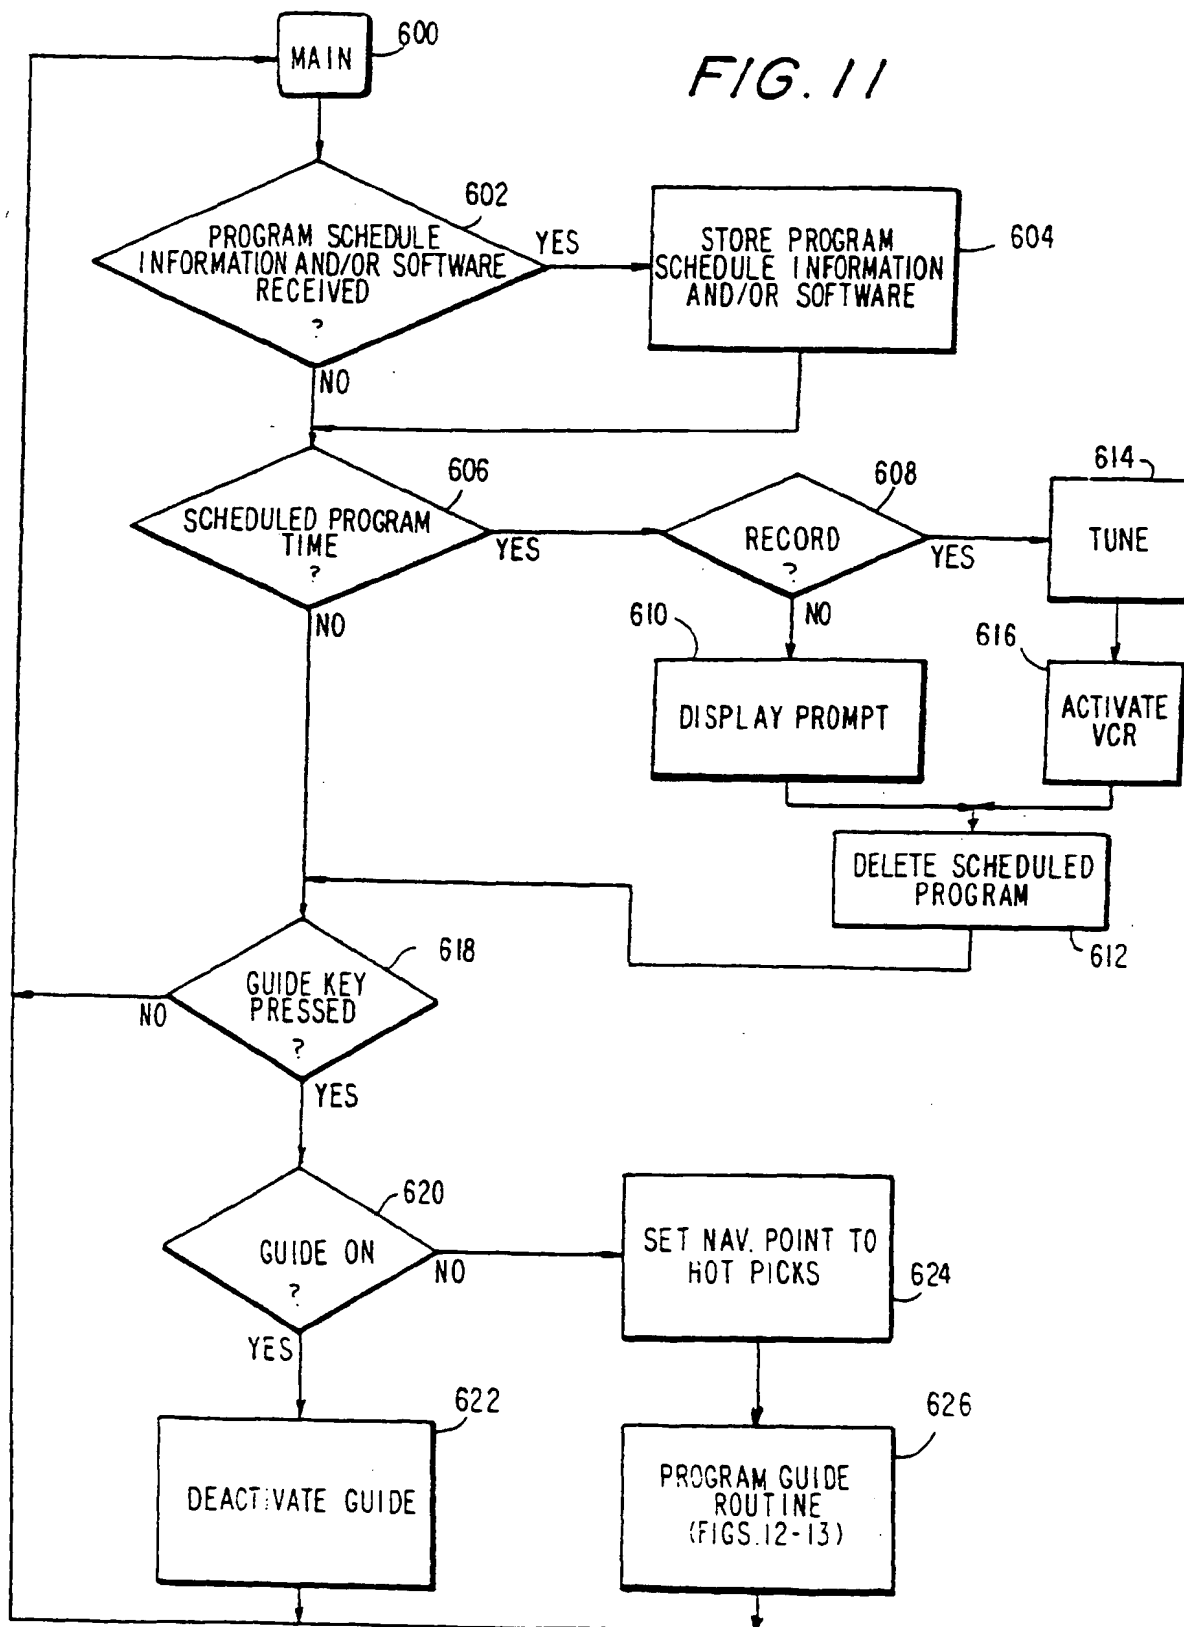 FIG. 11
MAIN
600
602
PROGRAM SCHEDULE
INFORMATION AND/OR SOFTWARE
RECEIVED
?
YES
NO
STORE PROGRAM
SCHEDULE INFORMATION
AND/OR SOFTWARE
604
606
SCHEDULED PROGRAM
TIME
?
YES
NO
608
RECORD
?
YES
NO
614
TUNE
610
DISPLAY PROMPT
616
ACTIVATE
VCR
DELETE SCHEDULED
PROGRAM
612
618
GUIDE KEY
PRESSED
?
NO
YES
620
GUIDE ON
?
NO
YES
SET NAV. POINT TO
HOT PICKS
624
622
DEACTIVATE GUIDE
626
PROGRAM GUIDE
ROUTINE
(FIGS.12-13)